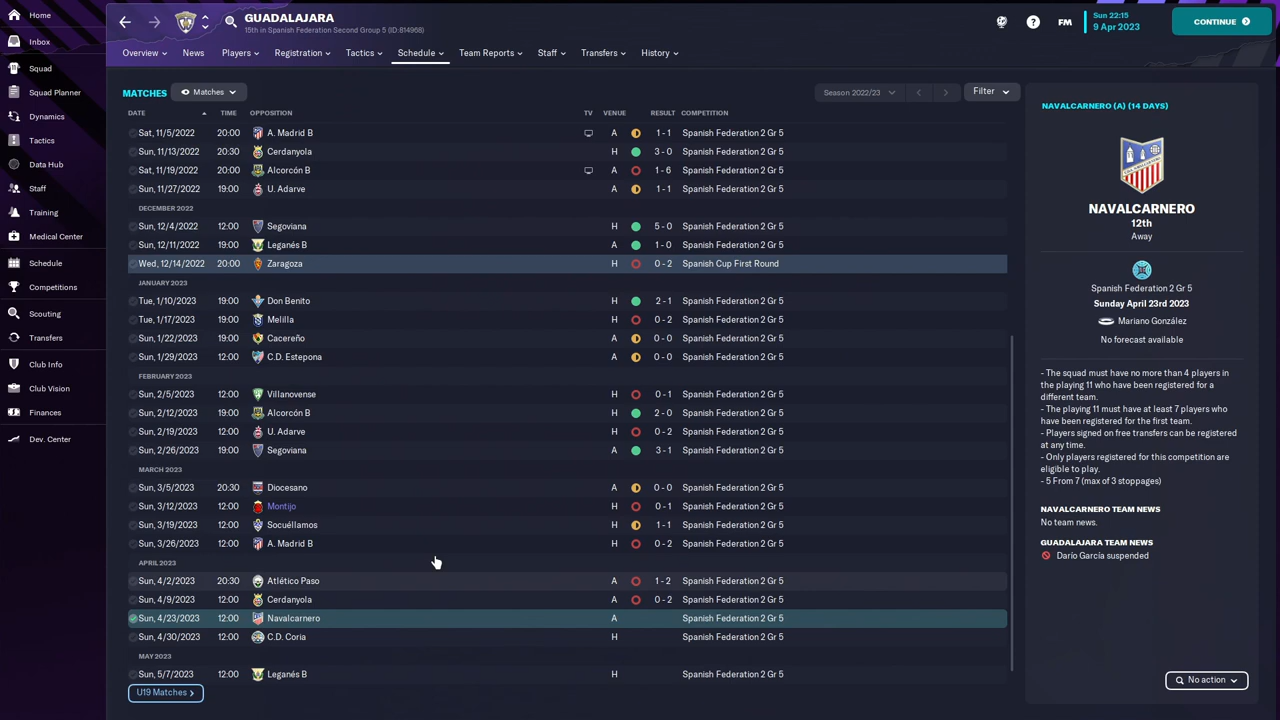 Home
Inbox
Squad
Squad Planner
Dynamics
Tactics
Data Hub
Staff
Training
Medical Center
Schedule
Competitions
Scouting
Transfers
Club Info
Club Vision
Finances
Dev. Center
GUADALAJARA
15th in Spanish Federation Second Group 5 (ID:814968)
FM
Sun 22:15
9 Apr 2023
CONTINUE
Overview News Players Registration Tactics Schedule Team Reports Staff Transfers History
MATCHES Matches Season 2022/23 Filter
DATE TIME OPPOSITION TV VENUE RESULT COMPETITION
Sat, 11/5/2022 20:00 A. Madrid B A 1 - 1 Spanish Federation 2 Gr 5
Sun, 11/13/2022 20:30 Cerdanyola H 3 - 0 Spanish Federation 2 Gr 5
Sat, 11/19/2022 20:00 Alcorcón B A 1 - 6 Spanish Federation 2 Gr 5
Sun, 11/27/2022 19:00 U. Adarve A 1 - 1 Spanish Federation 2 Gr 5
DECEMBER 2022
Sun, 12/4/2022 12:00 Segoviana H 5 - 0 Spanish Federation 2 Gr 5
Sun, 12/11/2022 19:00 Leganés B A 1 - 0 Spanish Federation 2 Gr 5
Wed, 12/14/2022 20:00 Zaragoza H 0 - 2 Spanish Cup First Round
JANUARY 2023
Tue, 1/10/2023 19:00 Don Benito H 2 - 1 Spanish Federation 2 Gr 5
Tue, 1/17/2023 19:00 Melilla H 0 - 2 Spanish Federation 2 Gr 5
Sun, 1/22/2023 19:00 Cacereño A 0 - 0 Spanish Federation 2 Gr 5
Sun, 1/29/2023 12:00 C.D. Estepona A 0 - 0 Spanish Federation 2 Gr 5
FEBRUARY 2023
Sun, 2/5/2023 12:00 Villanovense H 0 - 1 Spanish Federation 2 Gr 5
Sun, 2/12/2023 19:00 Alcorcón B H 2 - 0 Spanish Federation 2 Gr 5
Sun, 2/19/2023 12:00 U. Adarve H 0 - 2 Spanish Federation 2 Gr 5
Sun, 2/26/2023 19:00 Segoviana A 3 - 1 Spanish Federation 2 Gr 5
MARCH 2023
Sun, 3/5/2023 20:30 Diocesano A 0 - 0 Spanish Federation 2 Gr 5
Sun, 3/12/2023 12:00 Montijo H 0 - 1 Spanish Federation 2 Gr 5
Sun, 3/19/2023 12:00 Socuéllamos H 1 - 1 Spanish Federation 2 Gr 5
Sun, 3/26/2023 12:00 A. Madrid B H 0 - 2 Spanish Federation 2 Gr 5
APRIL 2023
Sun, 4/2/2023 20:30 Atlético Paso A 1 - 2 Spanish Federation 2 Gr 5
Sun, 4/9/2023 12:00 Cerdanyola A 0 - 2 Spanish Federation 2 Gr 5
Sun, 4/23/2023 12:00 Navalcarnero A Spanish Federation 2 Gr 5
Sun, 4/30/2023 12:00 C.D. Coria H Spanish Federation 2 Gr 5
MAY 2023
Sun, 5/7/2023 12:00 Leganés B H Spanish Federation 2 Gr 5
U19 Matches
NAVALCARNERO (A) (14 DAYS)
NAVALCARNERO
12th
Away
Spanish Federation 2 Gr 5
Sunday April 23rd 2023
Mariano González
No forecast available
- The squad must have no more than 4 players in
the playing 11 who have been registered for a
different team.
- The playing 11 must have at least 7 players who
have been registered for the first team.
- Players signed on free transfers can be registered
at any time.
- Only players registered for this competition are
eligible to play.
- 5 From 7 (max of 3 stoppages)
NAVALCARNERO TEAM NEWS
No team news.
GUADALAJARA TEAM NEWS
Darío García suspended
No action